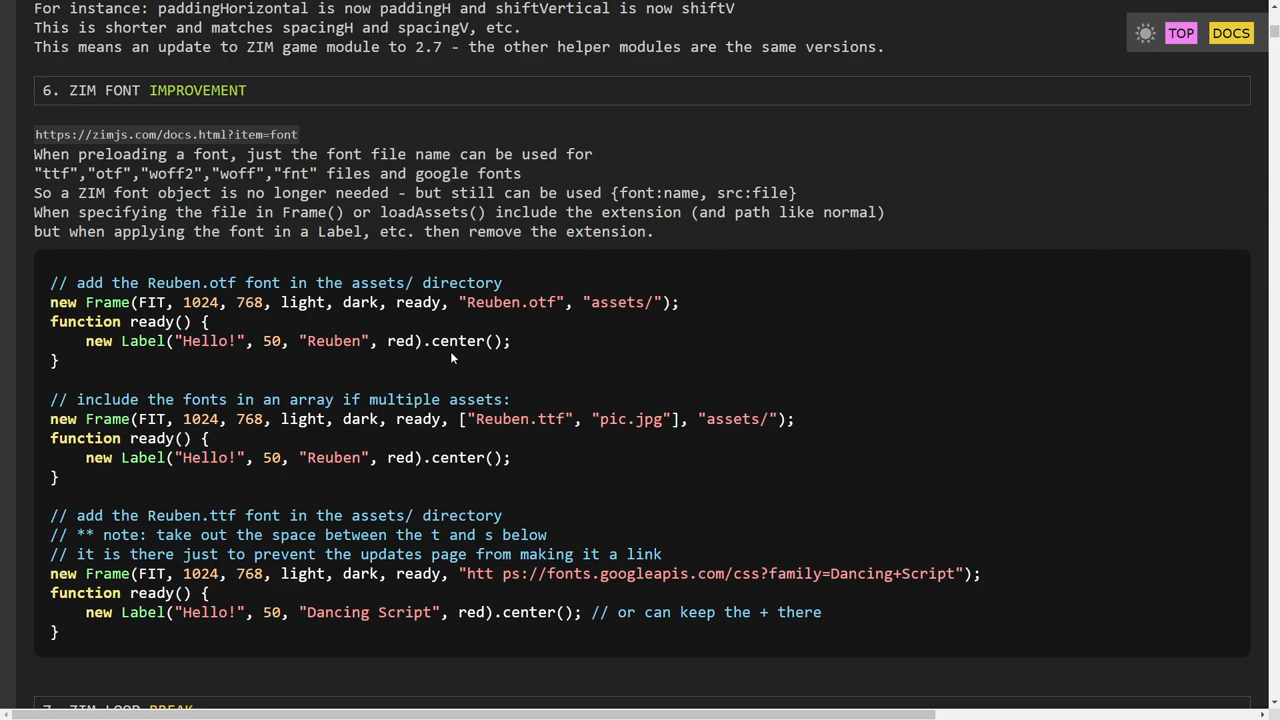 For instance: paddingHorizontal is now paddingH and shiftVertical is now shiftV
This is shorter and matches spacingH and spacingV, etc.
This means an update to ZIM game module to 2.7 - the other helper modules are the same versions.
TOP
DOCS
6. ZIM FONT IMPROVEMENT
https://zimjs.com/docs.html?item=font
When preloading a font, just the font file name can be used for
"ttf","otf","woff2","woff","fnt" files and google fonts
So a ZIM font object is no longer needed - but still can be used {font:name, src:file}
When specifying the file in Frame() or loadAssets() include the extension (and path like normal)
but when applying the font in a Label, etc. then remove the extension.
// add the Reuben.otf font in the assets/ directory
new Frame(FIT, 1024, 768, light, dark, ready, "Reuben.otf", "assets/");
function ready() {
    new Label("Hello!", 50, "Reuben", red).center();
}
// include the fonts in an array if multiple assets:
new Frame(FIT, 1024, 768, light, dark, ready, ["Reuben.ttf", "pic.jpg"], "assets/");
function ready() {
    new Label("Hello!", 50, "Reuben", red).center();
}
// add the Reuben.ttf font in the assets/ directory
// ** note: take out the space between the t and s below
// it is there just to prevent the updates page from making it a link
new Frame(FIT, 1024, 768, light, dark, ready, "htt ps://fonts.googleapis.com/css?family=Dancing+Script");
function ready() {
    new Label("Hello!", 50, "Dancing Script", red).center(); // or can keep the + there
}
7. ZIM LOOP BREAK